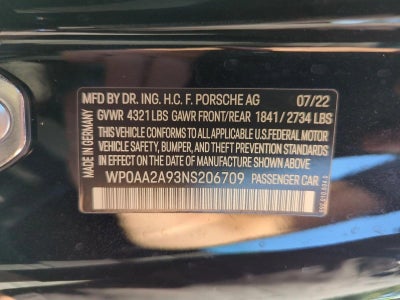 MFD BY DR. ING. H.C. F. PORSCHE AG 07/22
GVWR 4321LBS GAWR FRONT/REAR 1841/2734 LBS
THIS VEHICLE CONFORMS TO ALL APPLICABLE U.S.FEDERAL MOTOR
VEHICLE SAFETY, BUMPER, AND THEFT PREVENTION STANDARDS
IN EFFECT ON THE DATE OF MANUFACTURE SHOWN ABOVE.
WP0AA2A93NS206709 PASSENGER CAR
MADE IN GERMANY